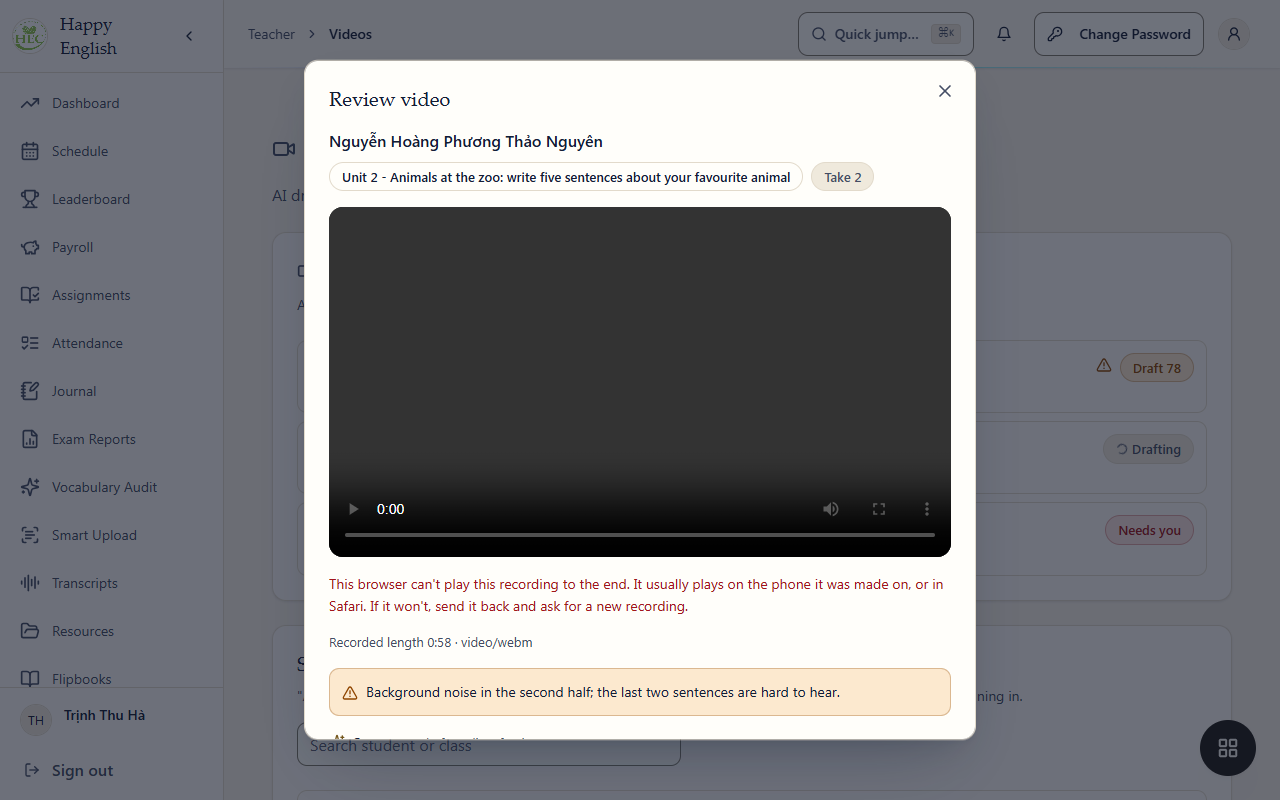 Happy
English
HEC
Teacher > Videos
Quick jump... ⌘K
Change Password
Dashboard
Schedule
Leaderboard
Payroll
Assignments
Attendance
Journal
Exam Reports
Vocabulary Audit
Smart Upload
Transcripts
Resources
Flipbooks
TH
Trịnh Thu Hà
Sign out
AI dr
Draft 78
Drafting
Needs you
ning in.
Search student or class
Review video
Nguyễn Hoàng Phương Thảo Nguyên
Unit 2 - Animals at the zoo: write five sentences about your favourite animal
Take 2
0:00
This browser can't play this recording to the end. It usually plays on the phone it was made on, or in
Safari. If it won't, send it back and ask for a new recording.
Recorded length 0:58 · video/webm
Background noise in the second half; the last two sentences are hard to hear.